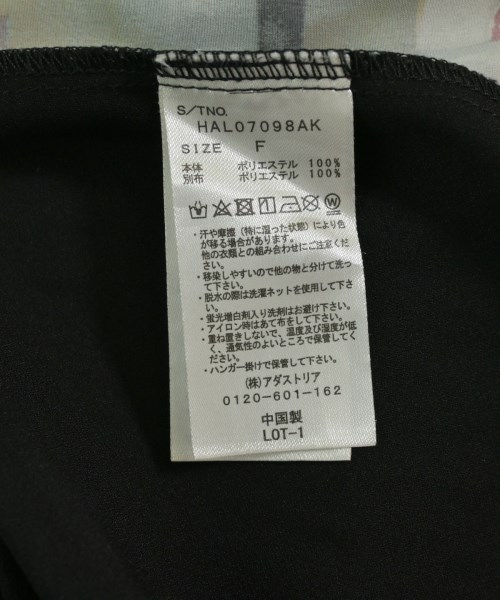 S/TNO.
HAL07098AK
SIZE F
本体 ポリエステル 100%
別布 ポリエステル 100%
・汗や摩擦(特に湿った状態)により色
が移る場合があります。
他の衣類との組み合わせにご注意くだ
さい。
・移染しやすいので他の物と分けて洗っ
て下さい。
・脱水の際は洗濯ネットを使用して下さ
い。
・蛍光増白剤入り洗剤はお避け下さい。
・アイロン時はあて布をして下さい。
・重ね置きしないで、温度及び湿度が低
く、通気性のよいところで保管してく
ださい。
・ハンガー掛けで保管して下さい。
(株)アダストリア
0120-601-162
中国製
LOT-1